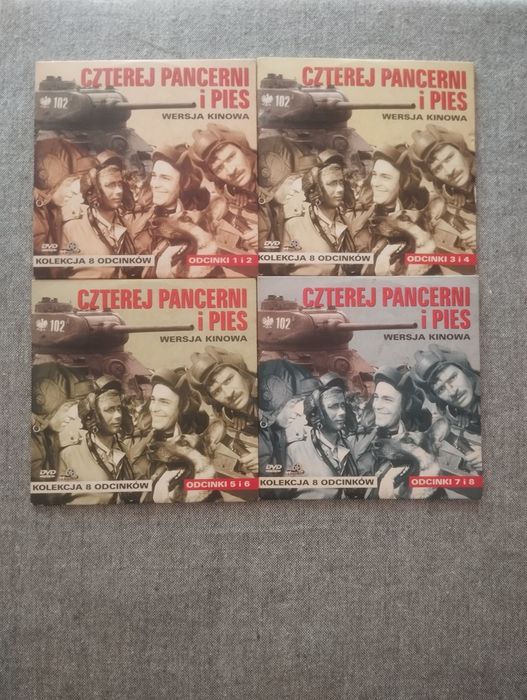 CZTEREJ PANCERNI
i PIES
WERSJA KINOWA
102
DVD
KOLEKCJA 8 ODCINKÓW
ODCINKI 1 i 2
CZTEREJ PANCERNI
i PIES
WERSJA KINOWA
102
DVD
KOLEKCJA 8 ODCINKÓW
ODCINKI 3 i 4
CZTEREJ PANCERNI
i PIES
WERSJA KINOWA
102
DVD
KOLEKCJA 8 ODCINKÓW
ODCINKI 5 i 6
CZTEREJ PANCERNI
i PIES
WERSJA KINOWA
102
DVD
KOLEKCJA 8 ODCINKÓW
ODCINKI 7 i 8